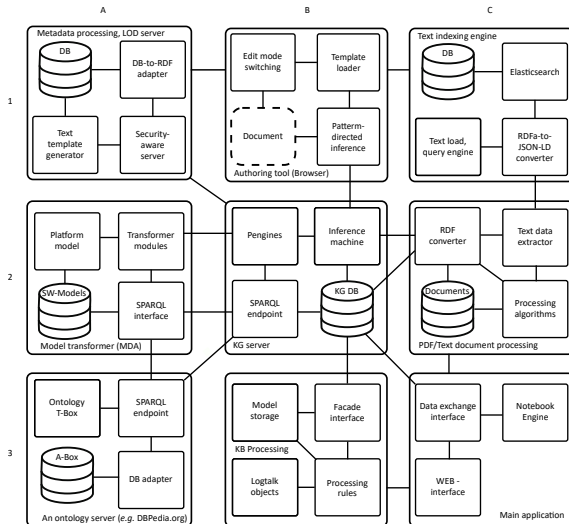 A
B
C
1
2
3
Metadata processing, LOD server
DB
DB-to-RDF
adapter
Text
template
generator
Security-
aware
server
Edit mode
switching
Template
loader
Document
Pattern-
directed
inference
Authoring tool (Browser)
Text indexing engine
DB
Elasticsearch
Text load,
query engine
RDFa-to-
JSON-LD
converter
Platform
model
Transformer
modules
SW-Models
SPARQL
interface
Model transformer (MDA)
Pengines
Inference
machine
SPARQL
endpoint
KG DB
KG server
RDF
converter
Text data
extractor
Documents
Processing
algorithms
PDF/Text document processing
Ontology
T-Box
SPARQL
endpoint
A-Box
DB adapter
An ontology server (e.g. DBPedia.org)
Model
storage
Facade
interface
KB Processing
Logtalk
objects
Processing
rules
Data exchange
interface
Notebook
Engine
WEB -
interface
Main application